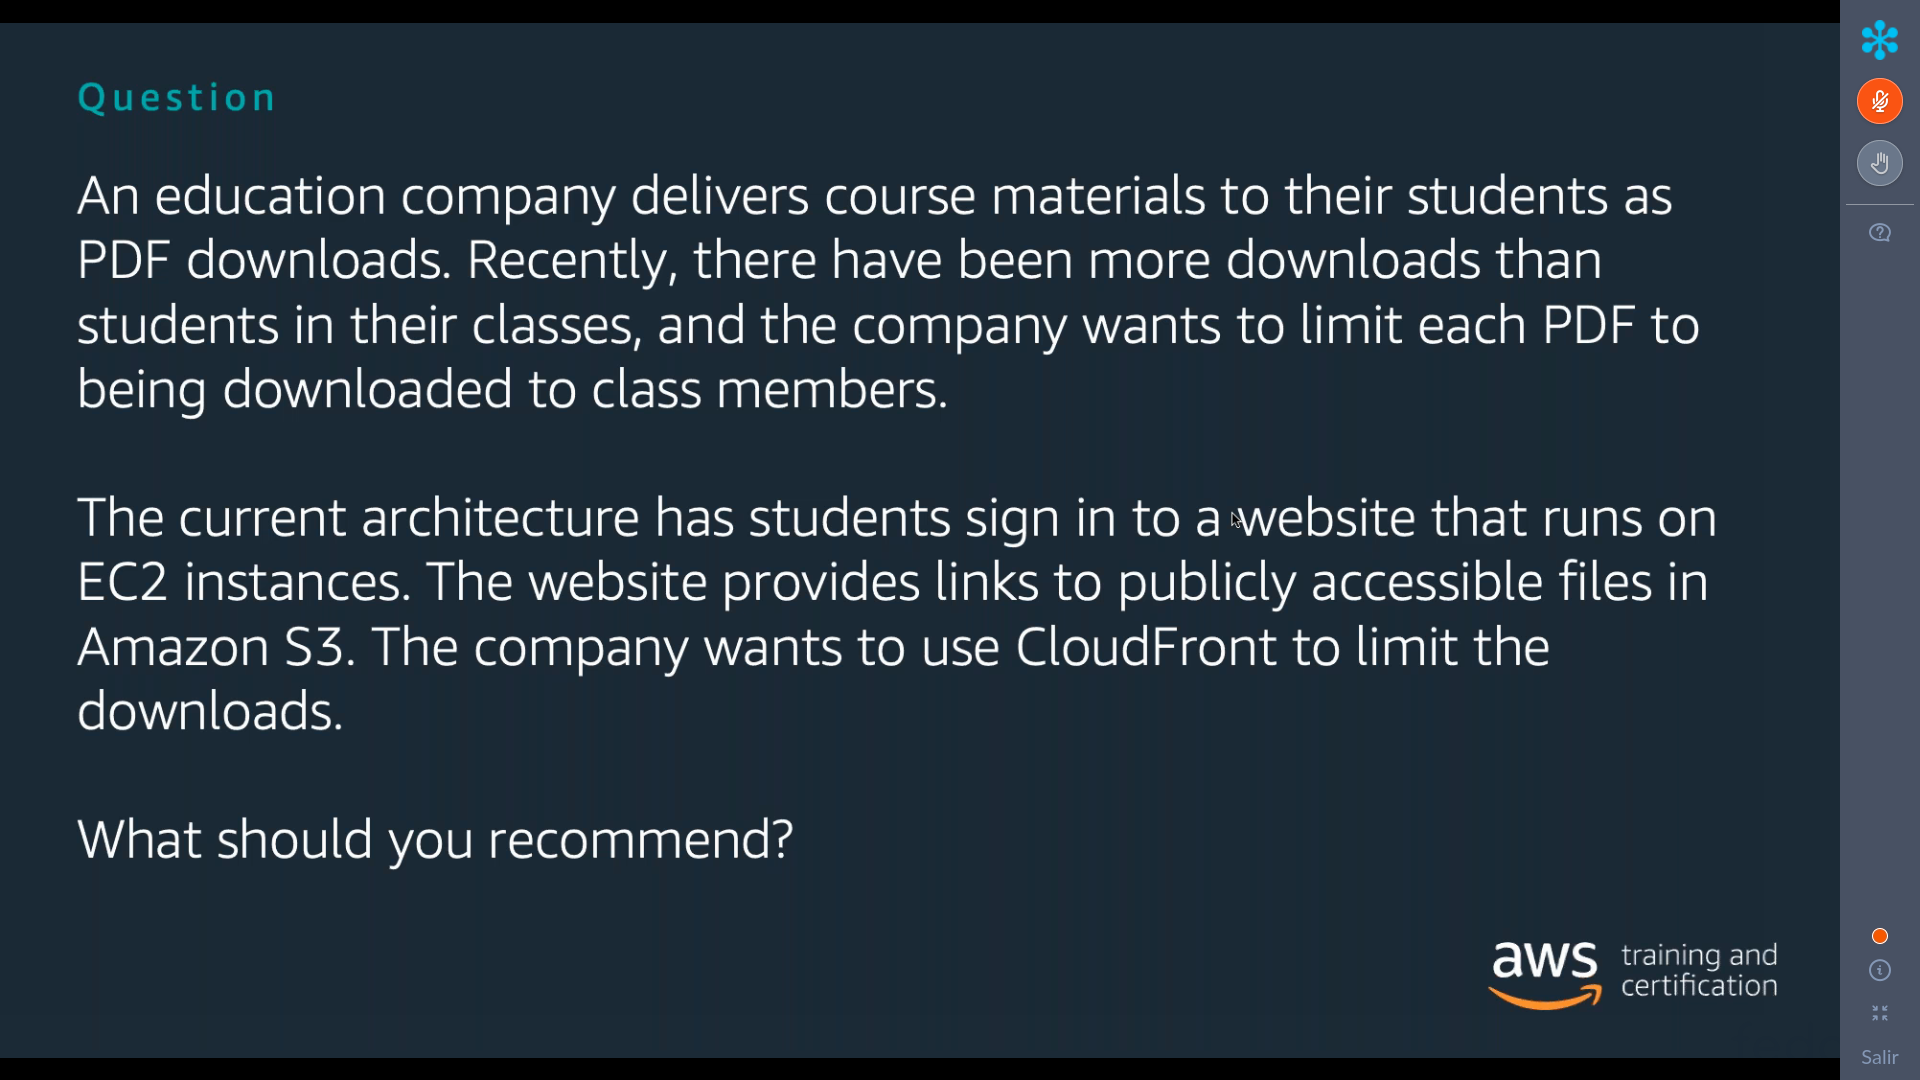 Question
An education company delivers course materials to their students as
PDF downloads. Recently, there have been more downloads than
students in their classes, and the company wants to limit each PDF to
being downloaded to class members.
The current architecture has students sign in to a website that runs on
EC2 instances. The website provides links to publicly accessible files in
Amazon S3. The company wants to use CloudFront to limit the
downloads.
What should you recommend?
aws training and
certification
Salir